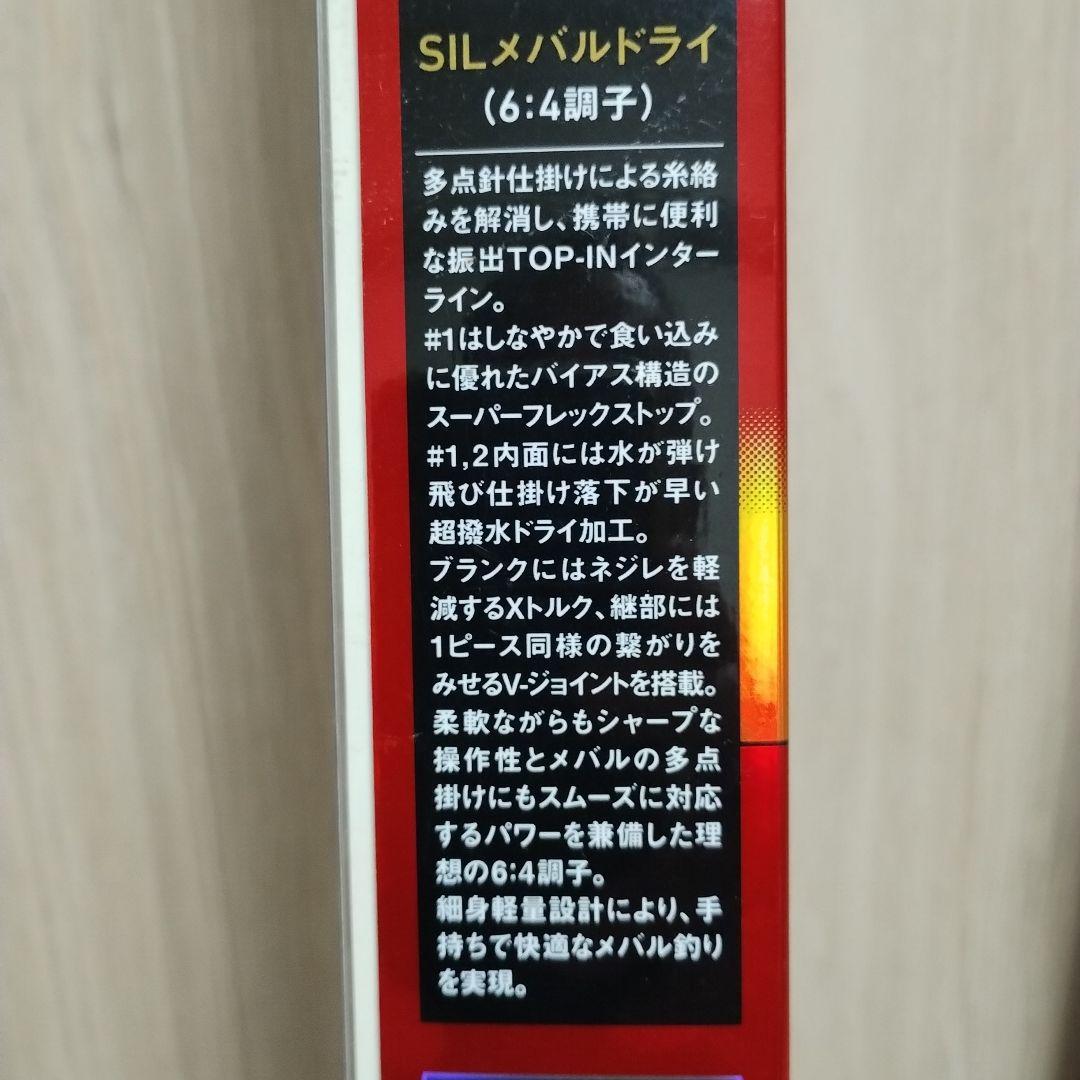 SILメバルドライ
(6:4調子)
多点針仕掛けによる糸絡
みを解消し、携帯に便利
な振出TOP-INインター
ライン。
#1はしなやかで食い込み
に優れたバイアス構造の
スーパーフレックストップ。
#1,2内面には水が弾け
飛び仕掛け落下が早い
超撥水ドライ加工。
ブランクにはネジレを軽
減するXトルク、継部には
1ピース同様の繋がりを
みせるV-ジョイントを搭載。
柔軟ながらもシャープな
操作性とメバルの多点
掛けにもスムーズに対応
するパワーを兼備した理
想の6:4調子。
細身軽量設計により、手
持ちで快適なメバル釣り
を実現。